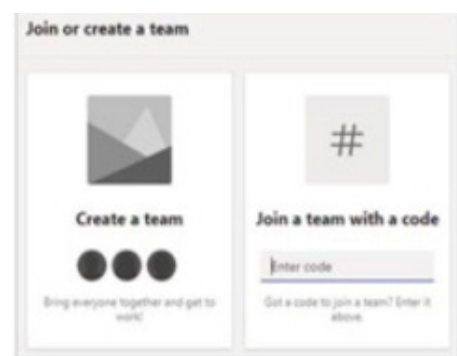 Join or create a team
Create a team
Bring everyone together and get to
work!
#
Join a team with a code
Enter code
Got a code to join a team? Enter it
above.